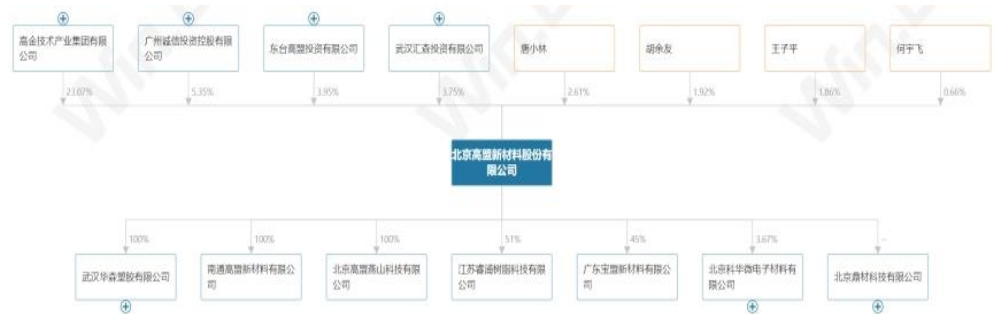 高金技术产业集团有限
公司
广州诚信投资控股有限
公司
东台高盟投资有限公司
武汉汇森投资有限公司
唐小林
胡余友
王子平
何宇飞
23.07%
5.35%
3.95%
3.75%
2.61%
1.92%
1.86%
0.66%
北京高盟新材料股份有
限公司
100%
100%
100%
51%
45%
3.67%
--
武汉华森塑胶有限公司
南通高盟新材料有限公
司
北京高盟燕山科技有限
公司
江苏睿浦树脂科技有限
公司
广东宝盟新材料有限公
司
北京科华微电子材料有
限公司
北京鼎材科技有限公司